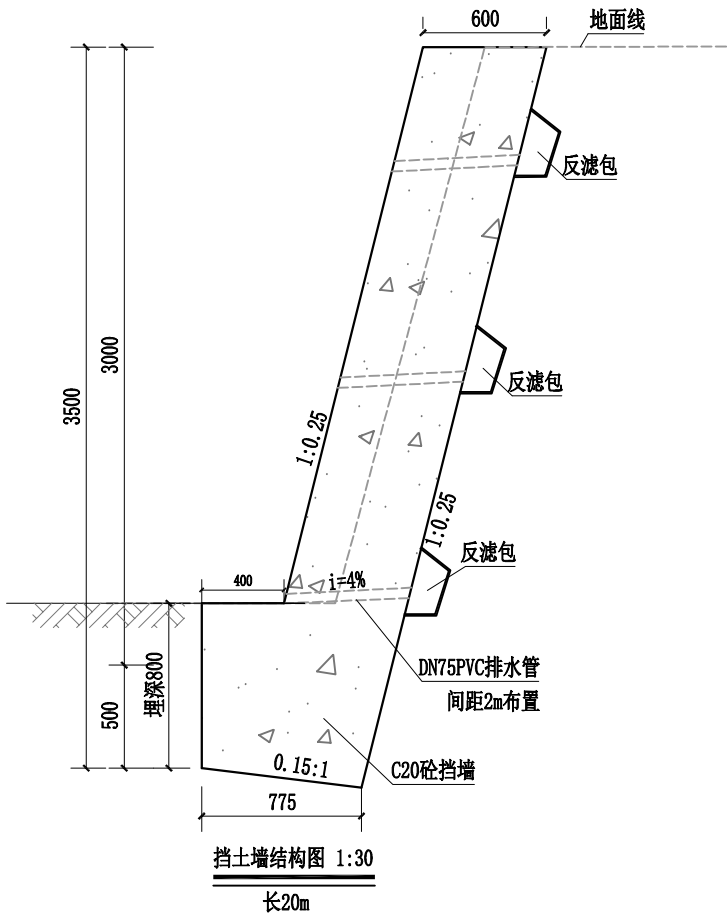 600
地面线
反滤包
3000
3500
反滤包
1:0.25
1:0.25
反滤包
400
i=4%
DN75PVC排水管
间距2m布置
埋深800
500
C20砼挡墙
0.15:1
775
挡土墙结构图 1:30
长20m